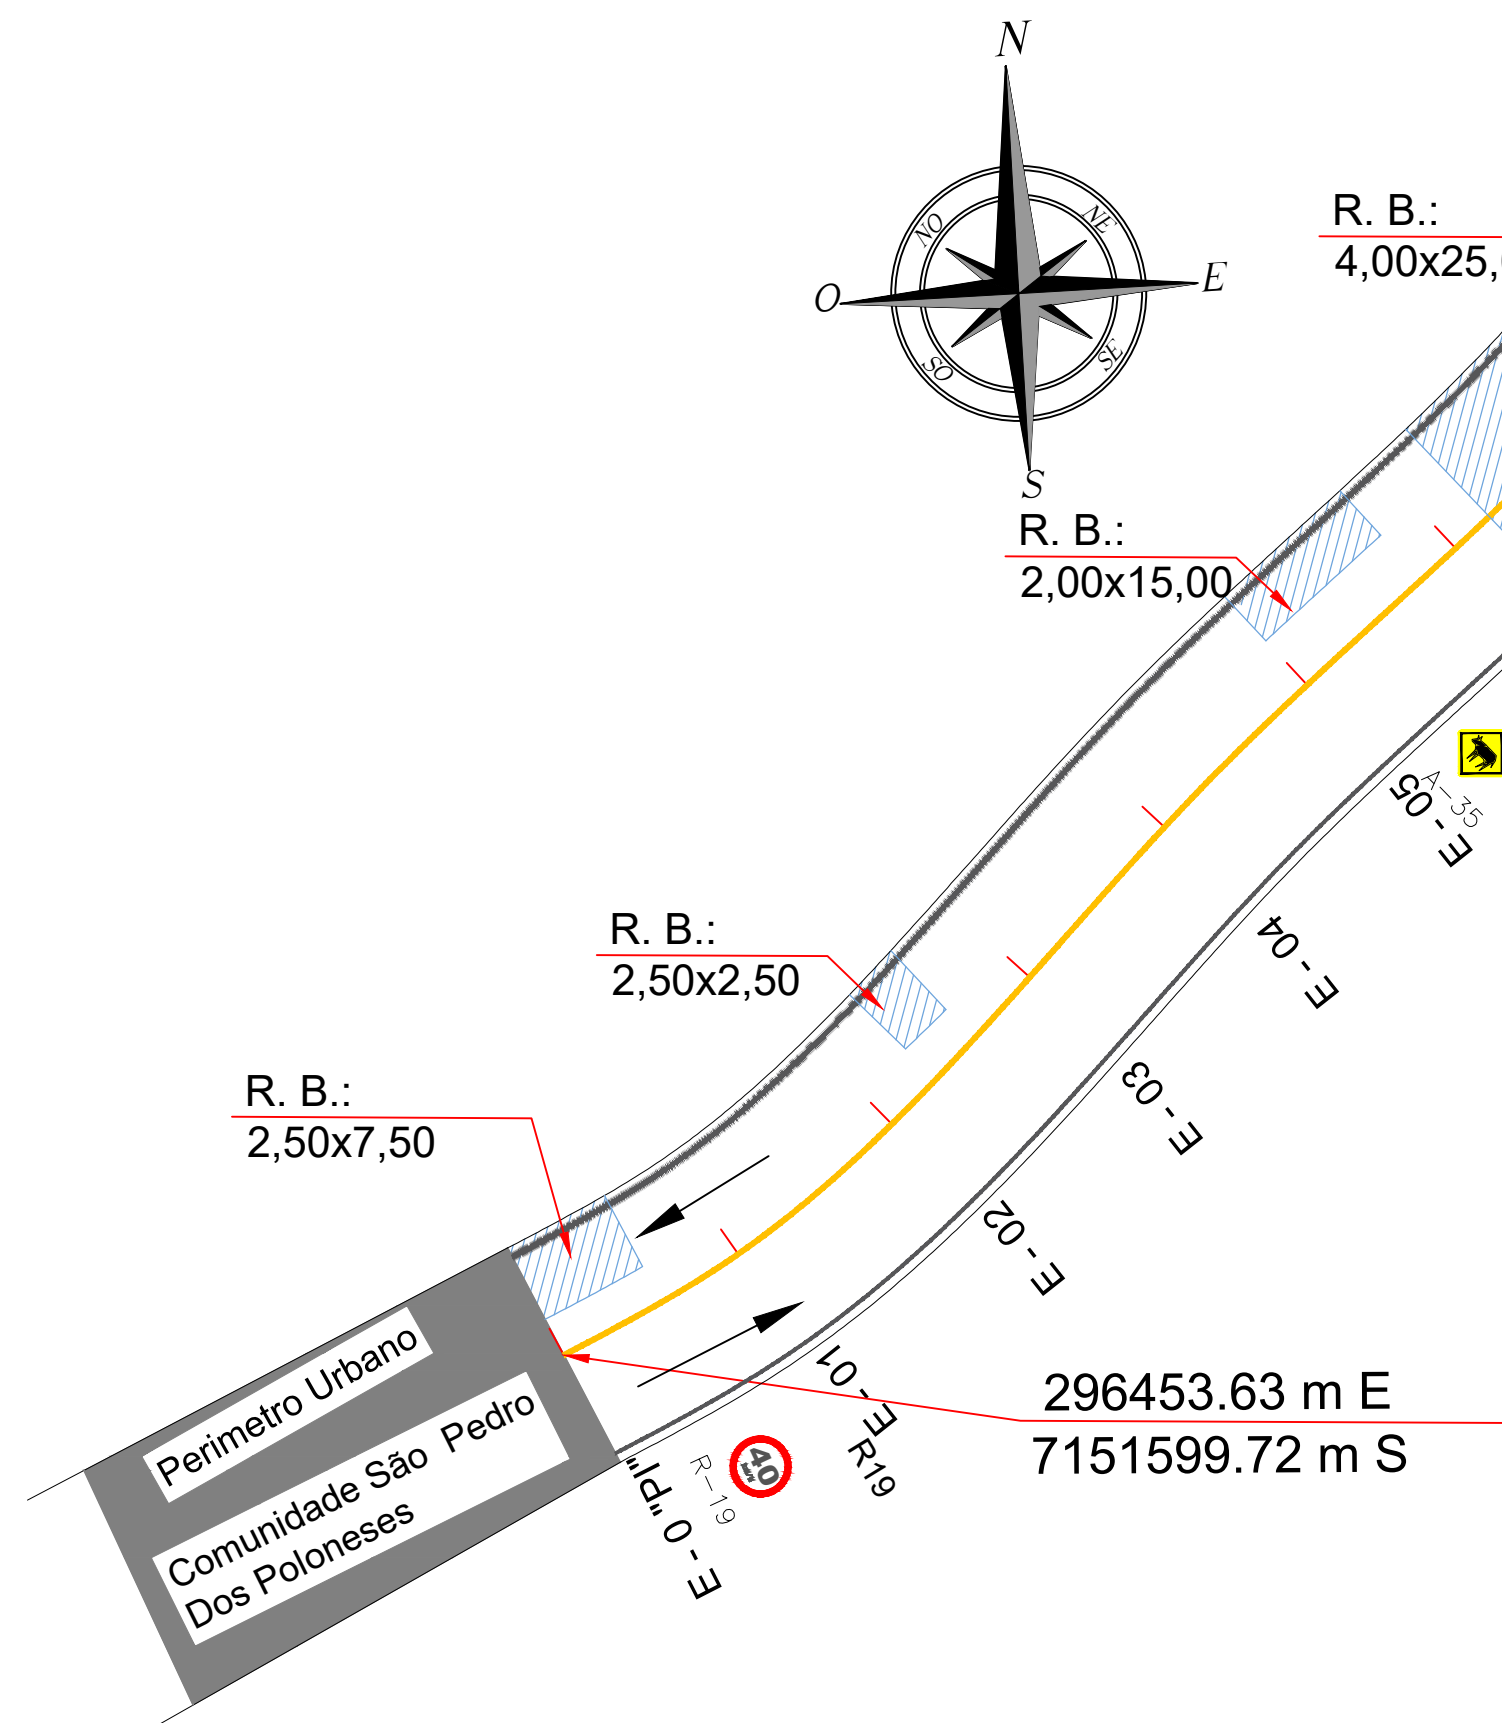 N
NO
NE
O
E
SO
SE
S
R. B.:
4,00x25,
R. B.:
2,00x15,00
A-35
E - 05
E - 04
R. B.:
2,50x2,50
E - 03
R. B.:
2,50x7,50
E - 02
E - 01
R19
296453.63 m E
7151599.72 m S
Perimetro Urbano
Comunidade São Pedro
Dos Poloneses
40
R-19
E - 0 "PI"